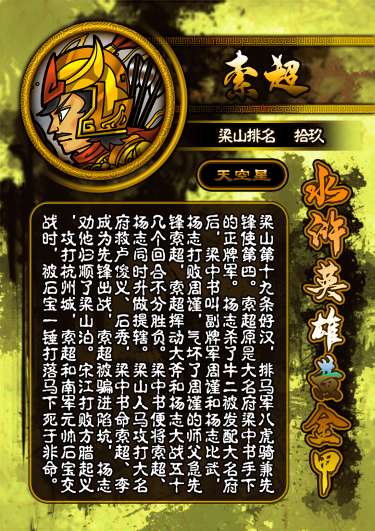 索超
梁山排名 拾玖
天空星
水浒英雄黄金甲
梁山第十九条好汉，排马军八虎骑兼先
锋使第四。索超原是大名府梁中书手下
的正牌军。杨志杀了牛二被发配大名府
后，梁中书叫副牌军周谨和杨志比武，
杨志打败周谨，气坏了周谨的师父急先
锋索超，索超挥动大斧和杨志大战五十
几个回合不分胜负。梁中书便将索超、
杨志同时升做提辖。梁山人马攻打大名
府救卢俊义、石秀，梁中书命索超、李
成为先锋出战，索超被骗进陷坑，杨志
劝他归顺了梁山泊。宋江打败方腊起义
，攻打杭州城，索超和南军元帅石宝交
战时，被石宝一锤打落马下死于非命。